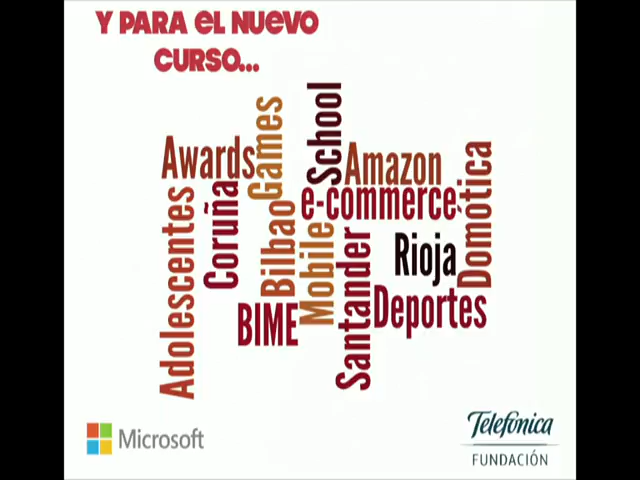 Y PARA EL NUEVO
CURSO...
School
Games
Awards
Amazon
Domótica
Coruña
Adolescentes
e-commerce
Bilbao
Mobile
Santander
Rioja
Deportes
BIME
Microsoft
Telefónica
FUNDACIÓN